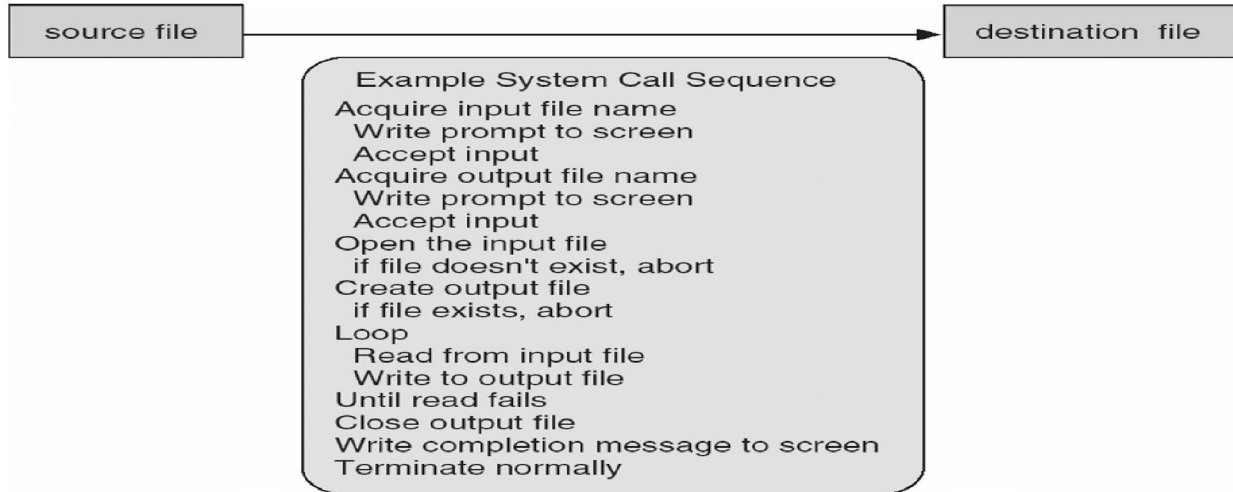 source file
destination file
Example System Call Sequence
Acquire input file name
Write prompt to screen
Accept input
Acquire output file name
Write prompt to screen
Accept input
Open the input file
if file doesn't exist, abort
Create output file
if file exists, abort
Loop
Read from input file
Write to output file
Until read fails
Close output file
Write completion message to screen
Terminate normally